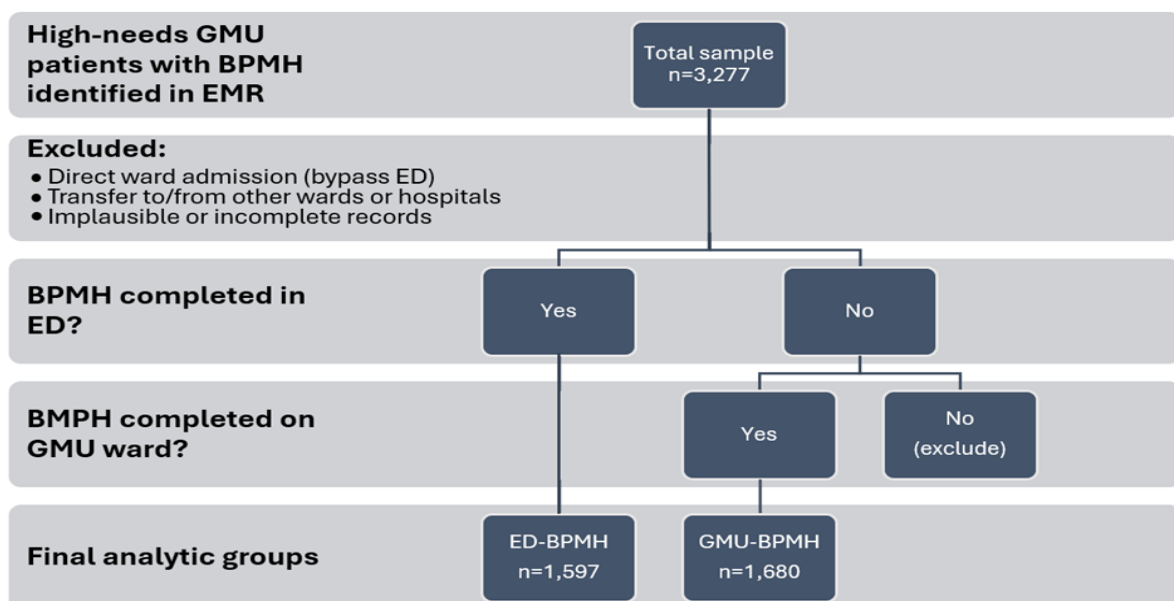 High-needs GMU
patients with BPMH
identified in EMR
Total sample
n=3,277
Excluded:
● Direct ward admission (bypass ED)
● Transfer to/from other wards or hospitals
● Implausible or incomplete records
BPMH completed in
ED?
Yes
No
BMPH completed on
GMU ward?
Yes
No
(exclude)
Final analytic groups
ED-BPMH
n=1,597
GMU-BPMH
n=1,680